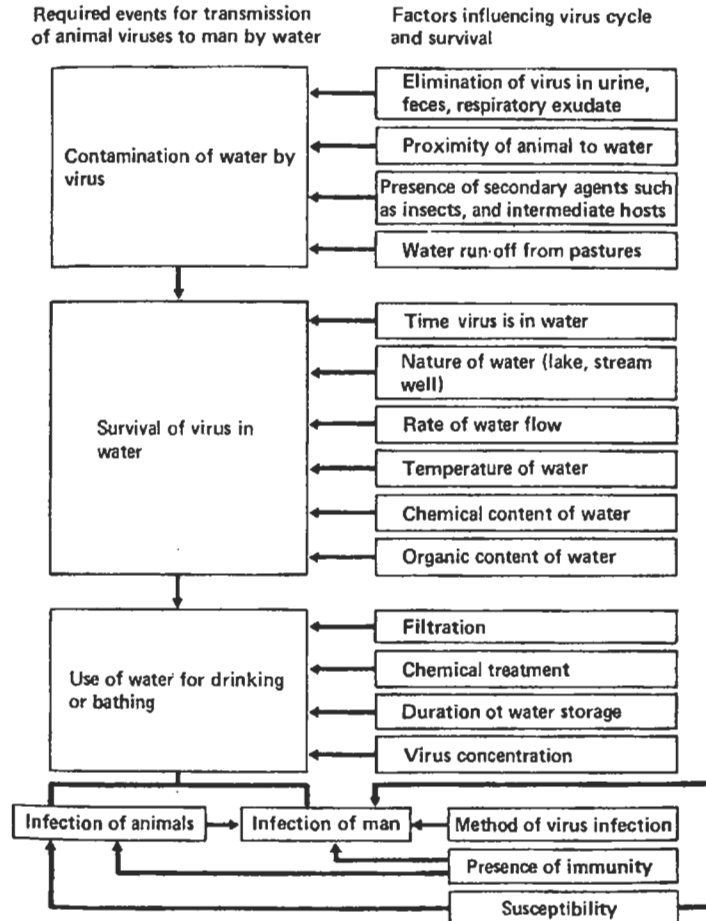 Required events for transmission
of animal viruses to man by water
Factors influencing virus cycle
and survival
Contamination of water by
virus
Elimination of virus in urine,
feces, respiratory exudate
Proximity of animal to water
Presence of secondary agents such
as insects, and intermediate hosts
Water run-off from pastures
Survival of virus in
water
Time virus is in water
Nature of water (lake, stream
well)
Rate of water flow
Temperature of water
Chemical content of water
Organic content of water
Use of water for drinking
or bathing
Filtration
Chemical treatment
Duration of water storage
Virus concentration
Infection of animals
Infection of man
Method of virus infection
Presence of immunity
Susceptibility